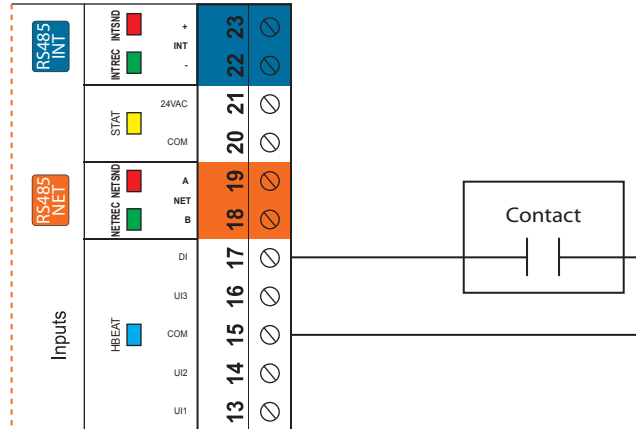 RS485
INT
INTREC INTSND
+
INT
-
23
22
STAT
24VAC
COM
21
20
RS485
NET
NETREC NETSND
A
NET
B
19
18
Inputs
HBEAT
DI
UI3
COM
UI2
UI1
17
16
15
14
13
Contact